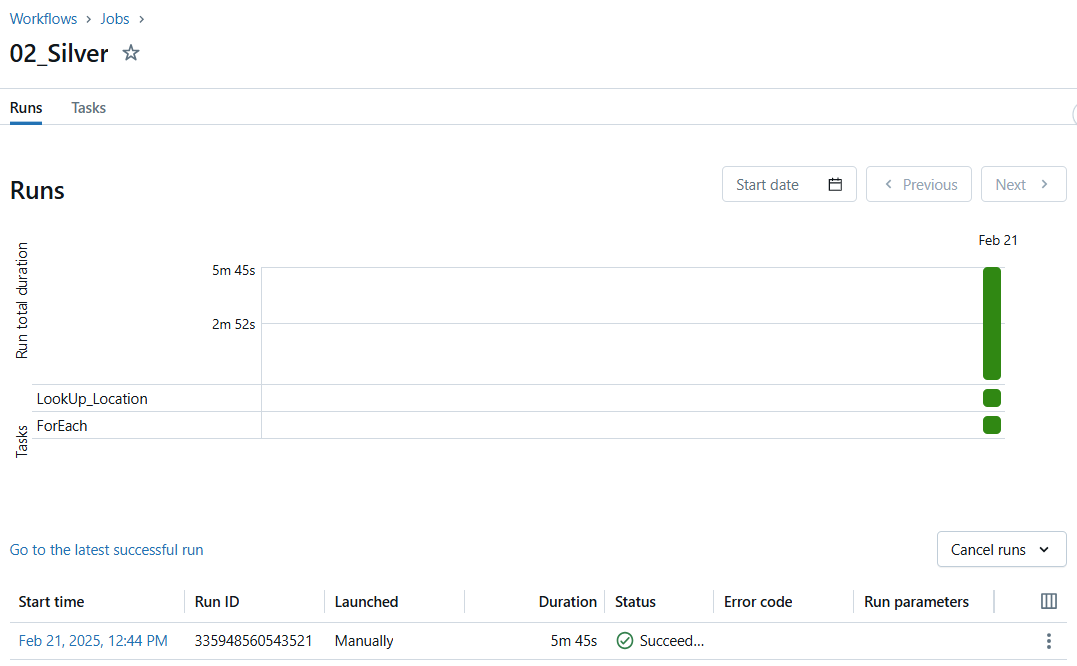 Workflows › Jobs ›
02_Silver
Runs Tasks
Runs
Start date Previous Next
Feb 21
Run total duration
5m 45s
2m 52s
Tasks
LookUp_Location
ForEach
Go to the latest successful run Cancel runs
Start time Run ID Launched Duration Status Error code Run parameters
Feb 21, 2025, 12:44 PM 335948560543521 Manually 5m 45s Succeed...